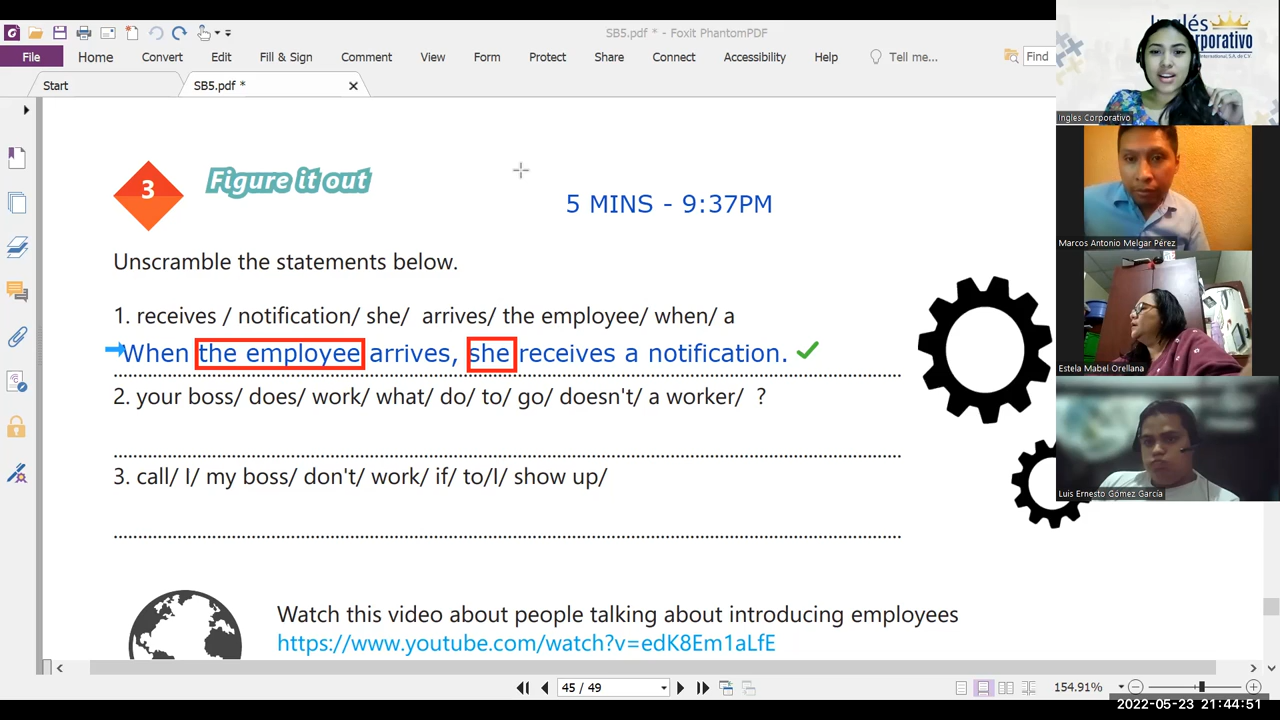 SB5.pdf * - Foxit PhantomPDF
File Home Convert Edit Fill & Sign Comment View Form Protect Share Connect Accessibility Help Tell me... Find
Start SB5.pdf *
3 Figure it out
5 MINS - 9:37PM
Unscramble the statements below.
1. receives / notification/ she/ arrives/ the employee/ when/ a
When the employee arrives, she receives a notification.
2. your boss/ does/ work/ what/ do/ to/ go/ doesn't/ a worker/ ?
3. call/ I/ my boss/ don't/ work/ if/ to/I/ show up/
Watch this video about people talking about introducing employees
https://www.youtube.com/watch?v=edK8Em1aLfE
45 / 49
154.91%
Inglés
orporativo
International, S.A. de C.V.
Ingles Corporativo
Marcos Antonio Melgar Pérez
Estela Mabel Orellana
Luis Ernesto Gómez García
2022-05-23 21:44:51